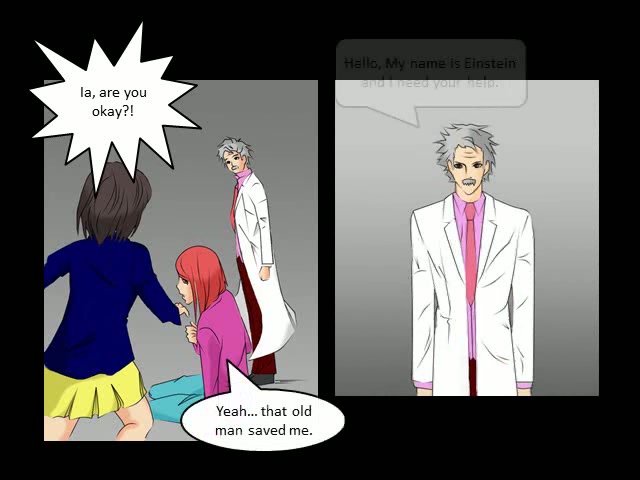 Ia, are you
okay?!
Yeah... that old
man saved me.
Hello, My name is Einstein
and I need your help.